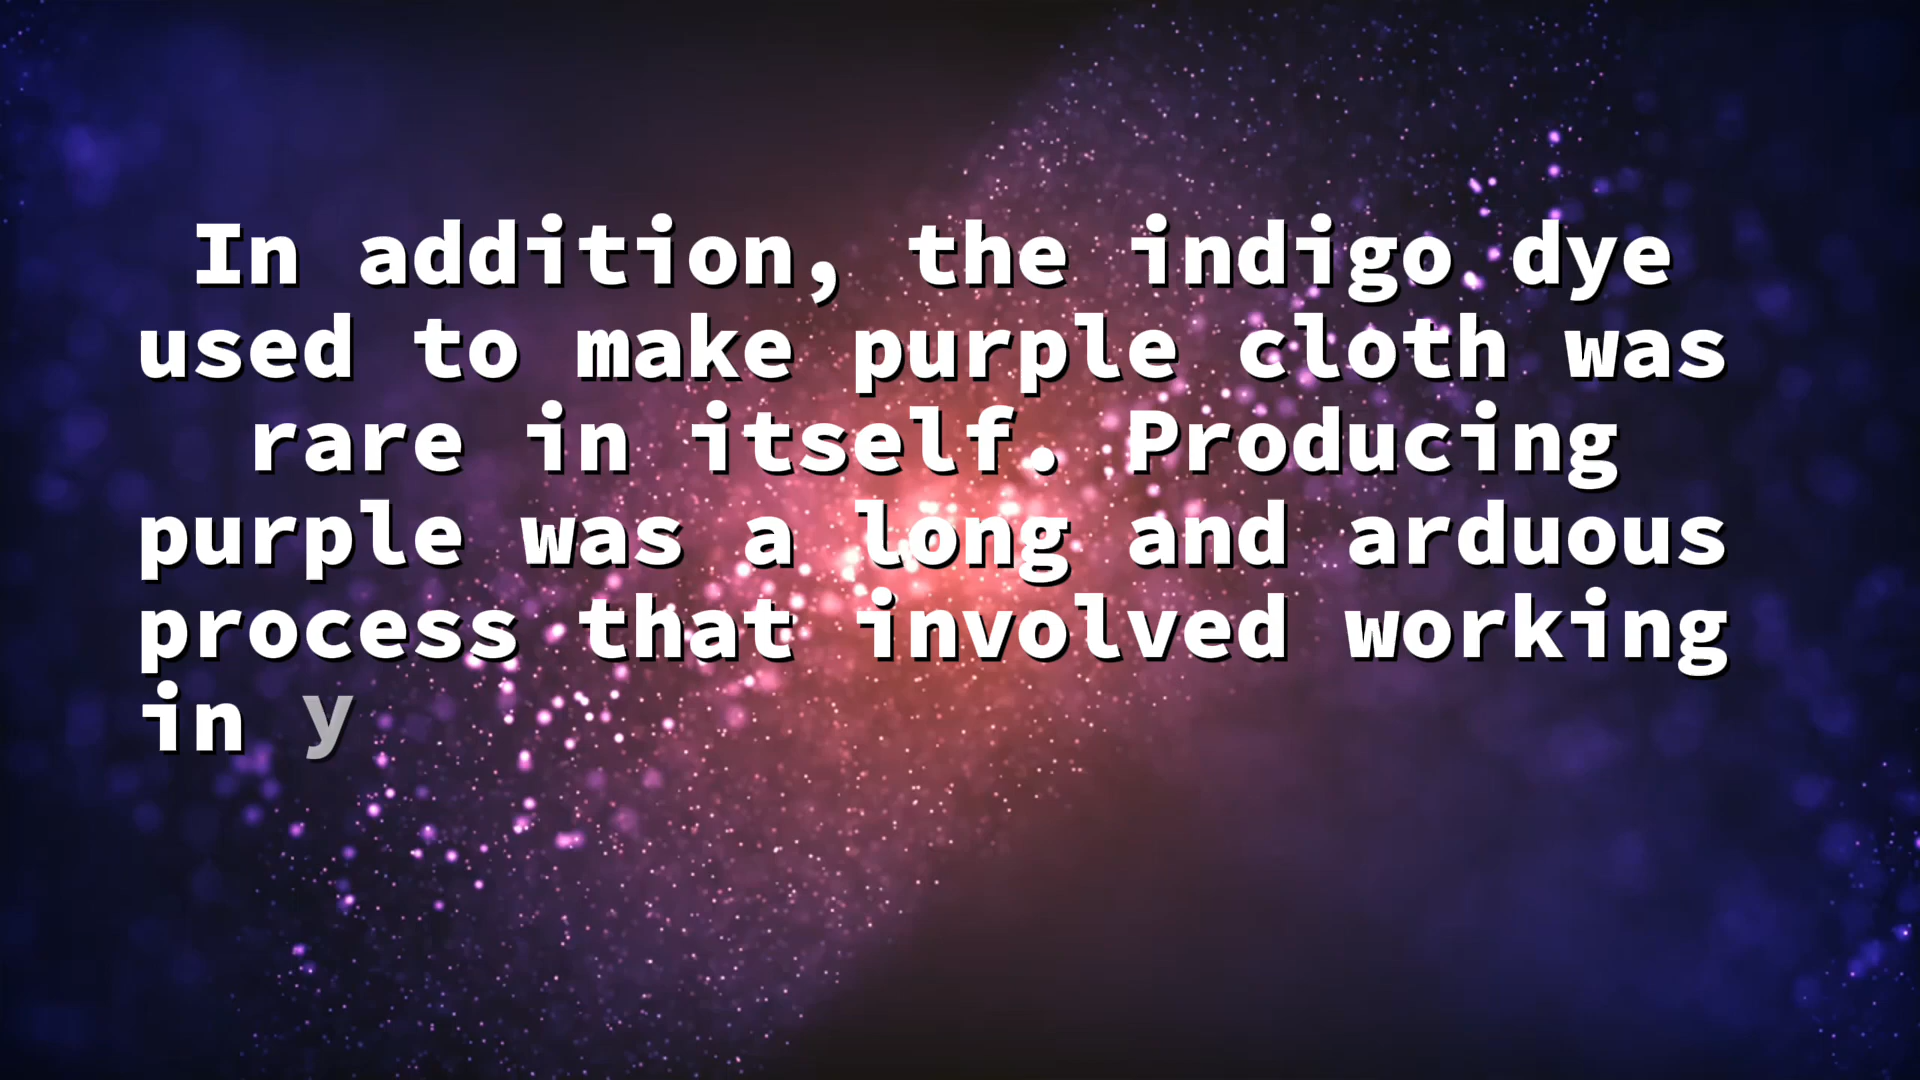 In addition, the indigo dye
used to make purple cloth was
rare in itself. Producing
purple was a long and arduous
process that involved working
in y